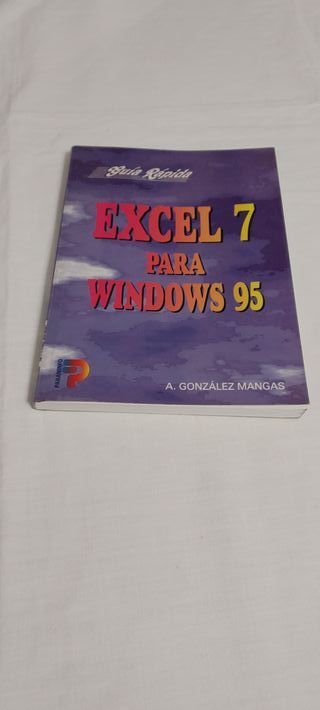 Guía Rápida
EXCEL 7
PARA
WINDOWS 95
PARANINFO
A. GONZÁLEZ MANGAS